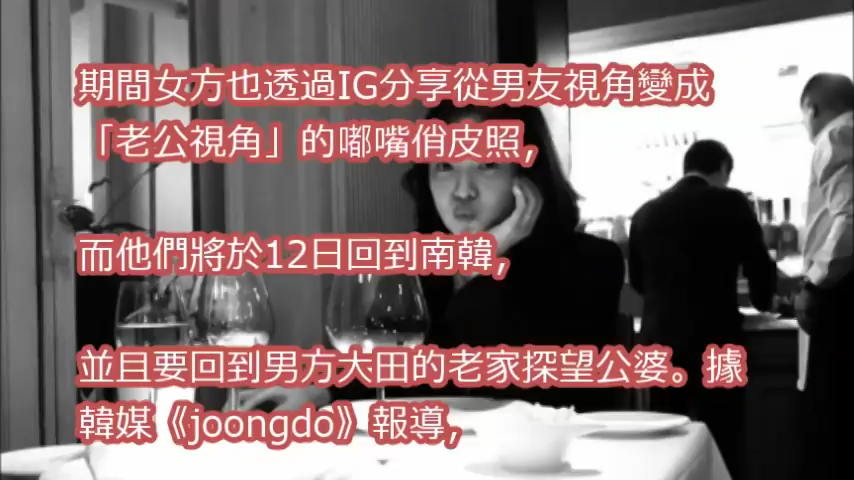 期間女方也透過IG分享從男友視角變成
「老公視角」的嘟嘴俏皮照，
而他們將於12日回到南韓，
並且要回到男方大田的老家探望公婆。據
韓媒《joongdo》報導，